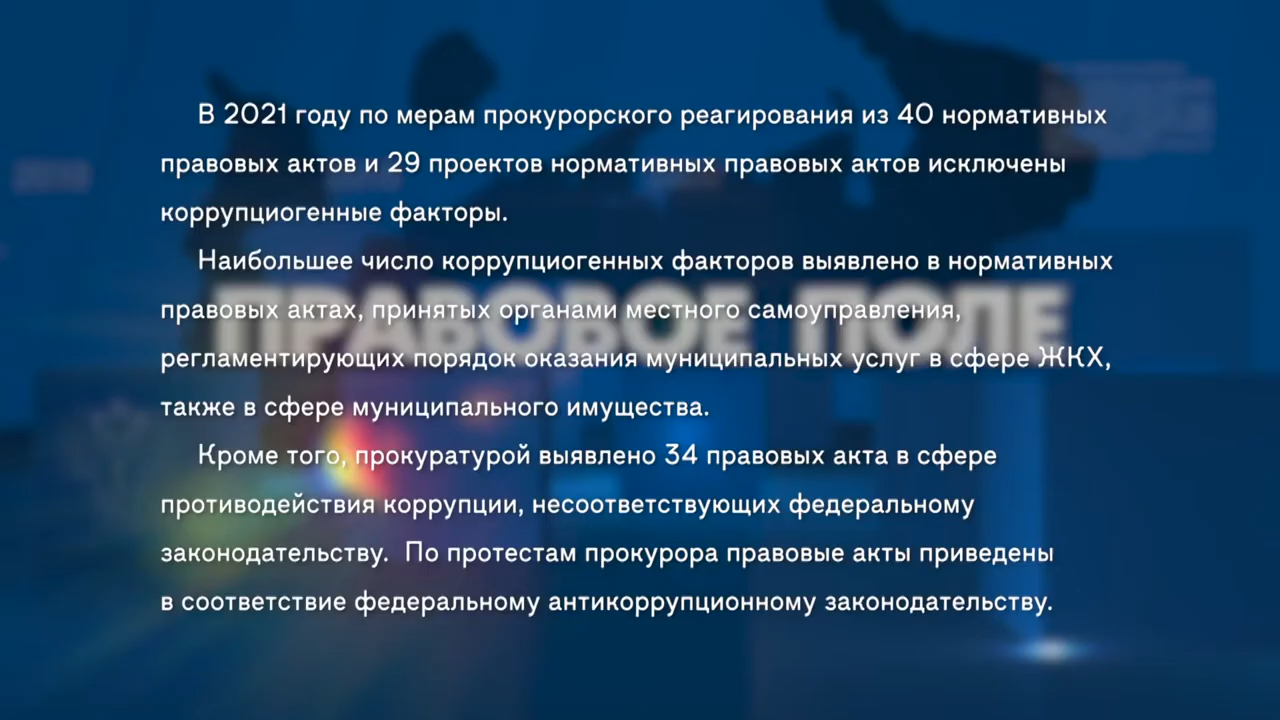 В 2021 году по мерам прокурорского реагирования из 40 нормативных
правовых актов и 29 проектов нормативных правовых актов исключены
коррупциогенные факторы.
Наибольшее число коррупциогенных факторов выявлено в нормативных
правовых актах, принятых органами местного самоуправления,
регламентирующих порядок оказания муниципальных услуг в сфере ЖКХ,
также в сфере муниципального имущества.
Кроме того, прокуратурой выявлено 34 правовых акта в сфере
противодействия коррупции, несоответствующих федеральному
законодательству. По протестам прокурора правовые акты приведены
в соответствие федеральному антикоррупционному законодательству.
ПРАВОВОЕ ПОЛЕ